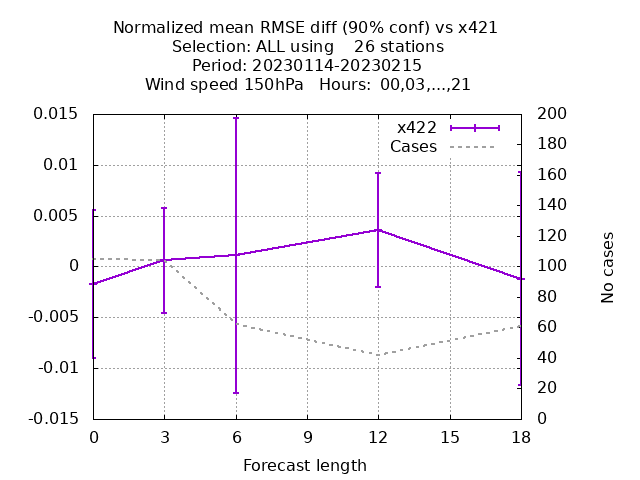 Normalized mean RMSE diff (90% conf) vs x421
Selection: ALL using    26 stations
Period: 20230114-20230215
Wind speed 150hPa   Hours:  00,03,...,21
0.015
0.01
0.005
0
-0.005
-0.01
-0.015
200
180
160
140
120
100
80
60
40
20
0
x422
Cases
No cases
0 3 6 9 12 15 18
Forecast length